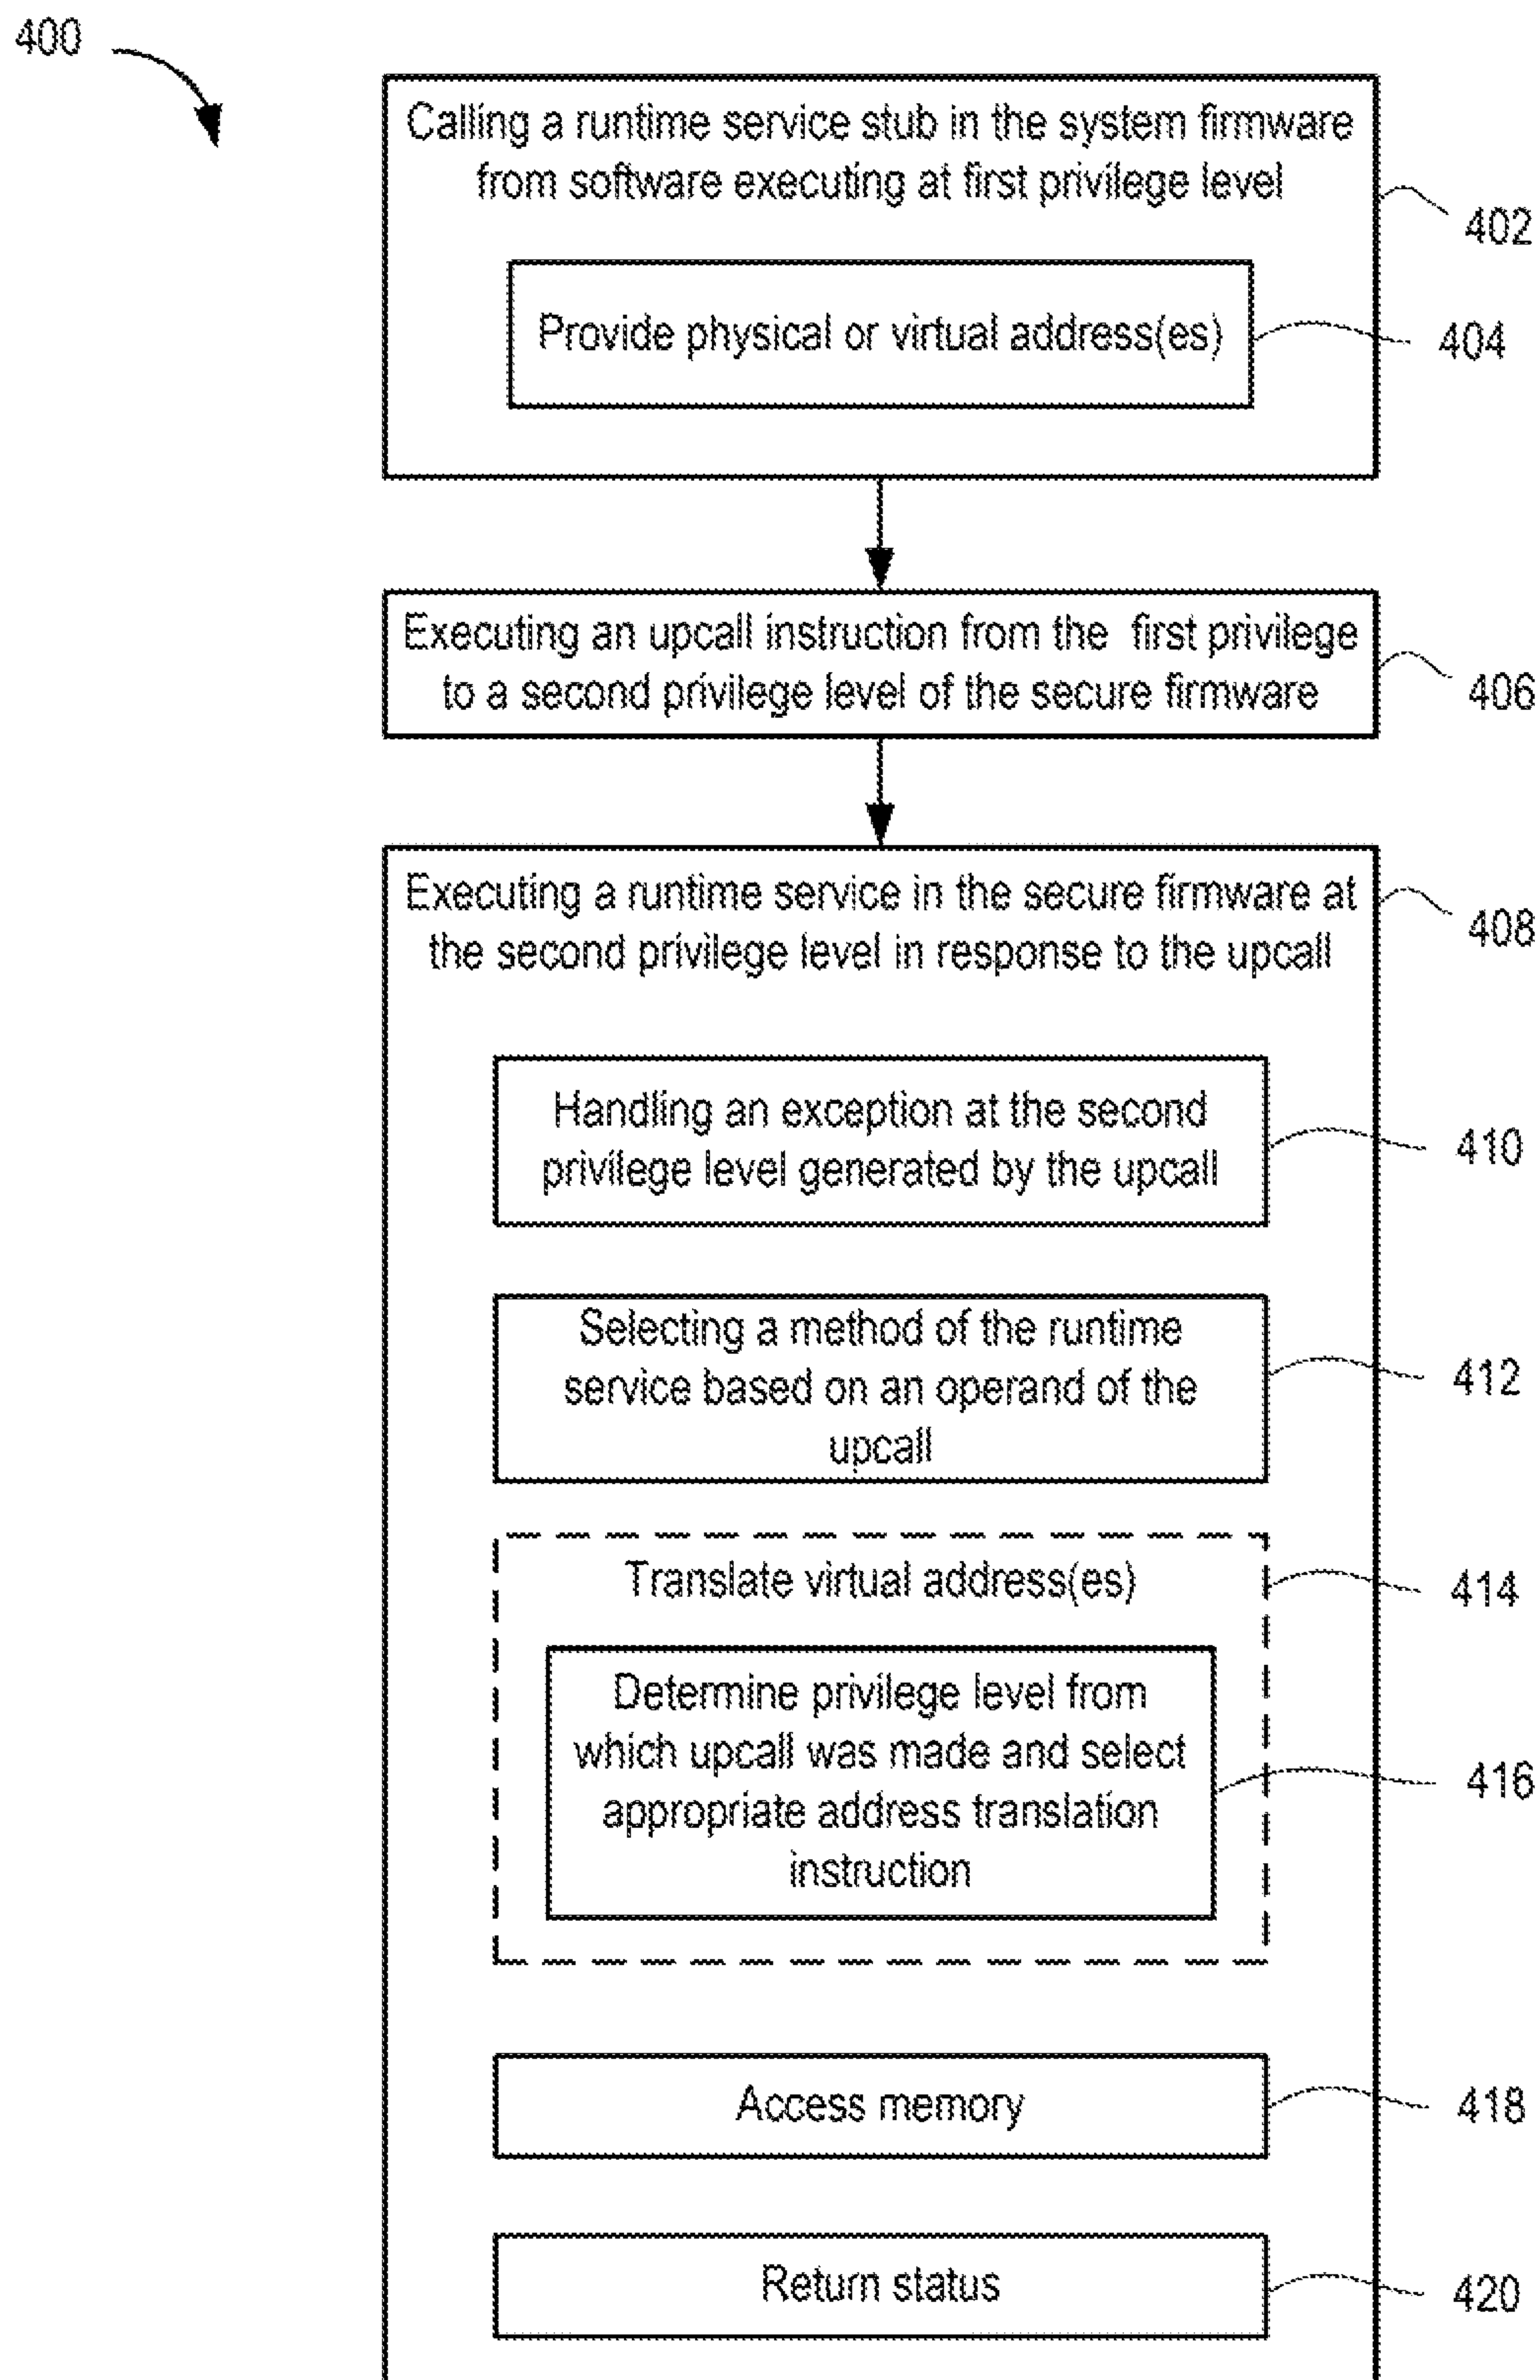 400
Calling a runtime service stub in the system firmware
from software executing at first privilege level
402
Provide physical or virtual address(es)
404
Executing an upcall instruction from the first privilege
to a second privilege level of the secure firmware
406
Executing a runtime service in the secure firmware at
the second privilege level in response to the upcall
408
Handling an exception at the second
privilege level generated by the upcall
410
Selecting a method of the runtime
service based on an operand of the
upcall
412
Translate virtual address(es)
414
Determine privilege level from
which upcall was made and select
appropriate address translation
instruction
416
Access memory
418
Return status
420